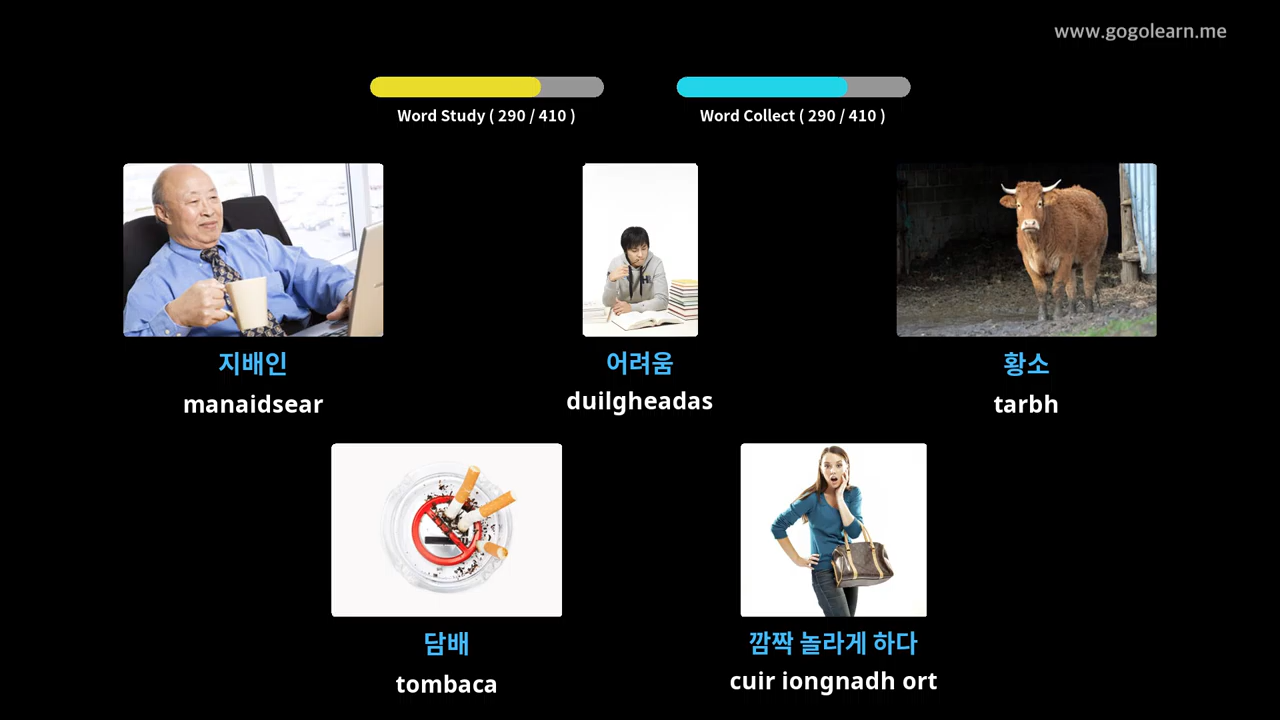 www.gogolearn.me
Word Study ( 290 / 410 )
Word Collect ( 290 / 410 )
지배인
manaidsear
어려움
duilgheadas
황소
tarbh
담배
tombaca
깜짝 놀라게 하다
cuir iongnadh ort